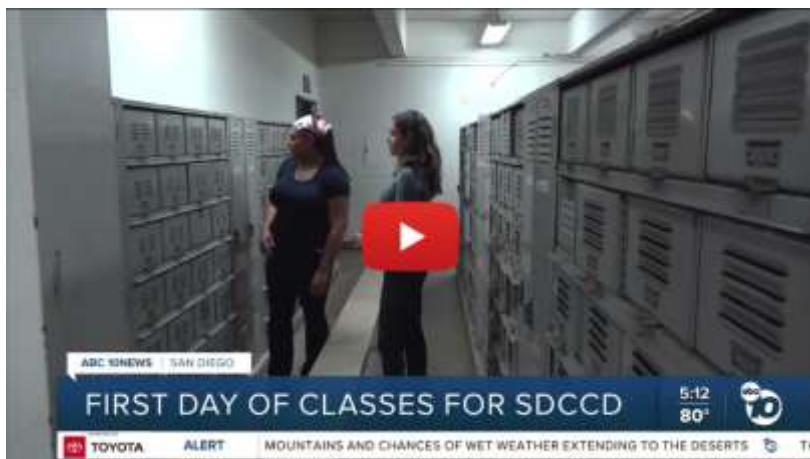 ABC 10NEWS | SAN DIEGO
FIRST DAY OF CLASSES FOR SDCCD
5:12
80°
abc 10
TOYOTA
ALERT
MOUNTAINS AND CHANCES OF WET WEATHER EXTENDING TO THE DESERTS